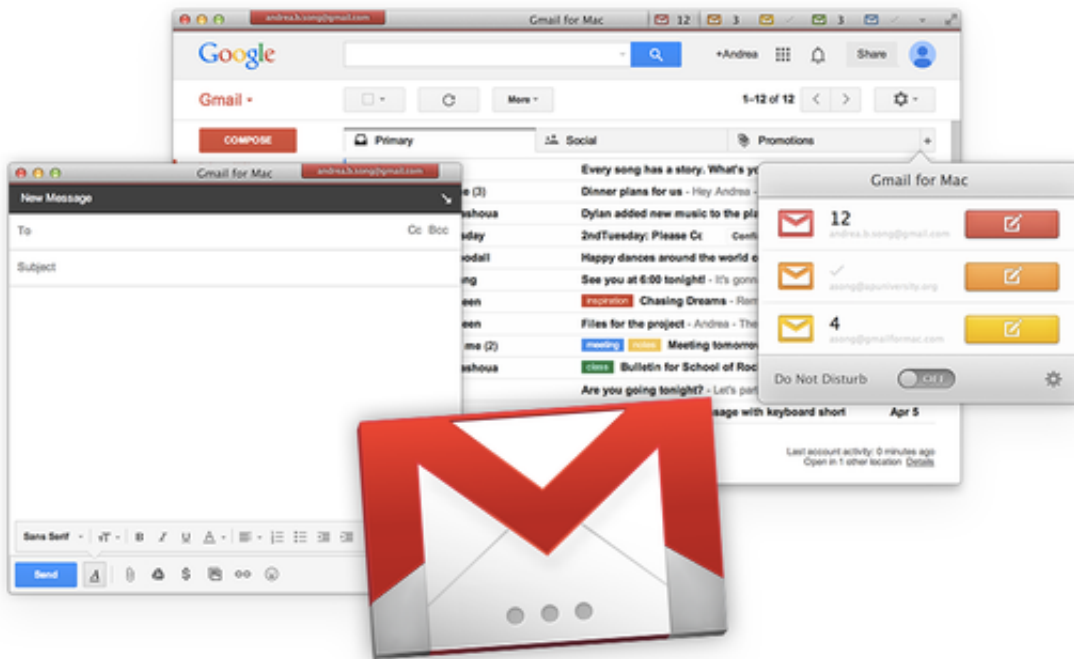 andrea.b.song@gmail.com Gmail for Mac 12 3 3
Google +Andrea Share
Gmail More 1–12 of 12
COMPOSE Primary Social Promotions +
Every song has a story. What's yo
e (3) Dinner plans for us - Hey Andrea -
ashoua Dylan added new music to the pla
sday 2ndTuesday: Please Cc Confi
oodall Happy dances around the world o
ng See you at 6:00 tonight! - It's gonn
een inspiration Chasing Dreams - Rem
een Files for the project - Andrea - The
me (2) meeting notes Meeting tomorrow
ashoua class Bulletin for School of Roc
Are you going tonight? - Let's part
sage with keyboard short Apr 5
Last account activity: 0 minutes ago
Open in 1 other location Details
Gmail for Mac andrea.b.song@gmail.com
New Message
To Cc Bcc
Subject
Sans Serif T B I U A
Send A $
Gmail for Mac
12
andrea.b.song@gmail.com
asong@apuniversity.org
4
asong@gmailformac.com
Do Not Disturb OFF